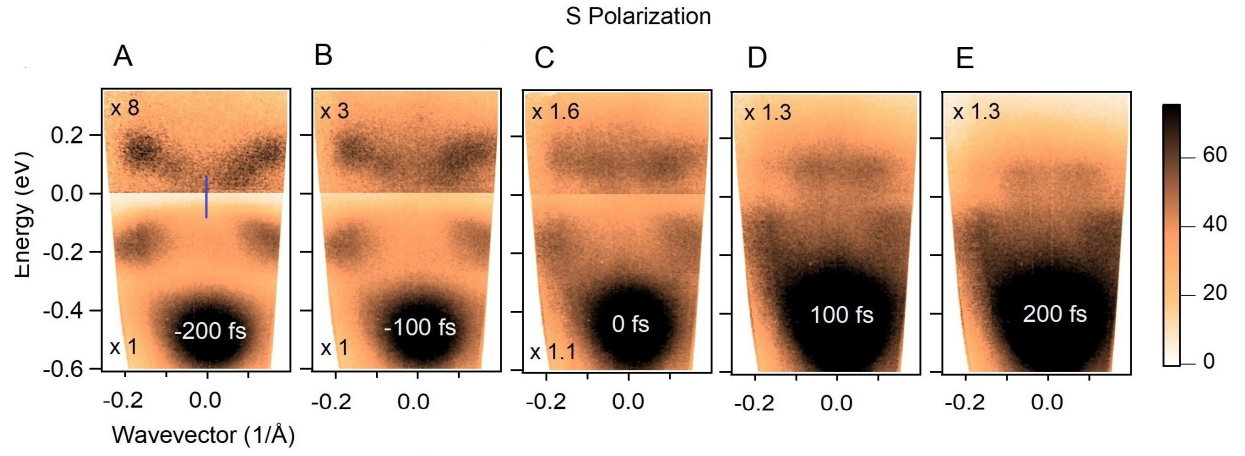 S Polarization
A B C D E
x 8 x 3 x 1.6 x 1.3 x 1.3
0.2
0.0
-0.2
-0.4
-0.6
Energy (eV)
-200 fs -100 fs 0 fs 100 fs 200 fs
x 1 x 1 x 1.1
60
40
20
0
-0.2 0.0 -0.2 0.0 -0.2 0.0 -0.2 0.0 -0.2 0.0
Wavevector (1/Å)